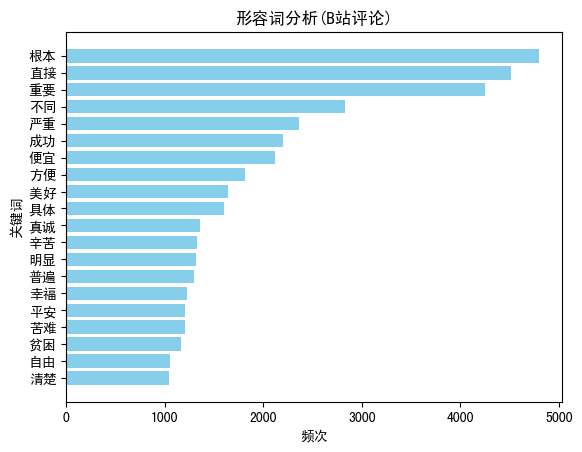 形容词分析(B站评论)
关键词
根本
直接
重要
不同
严重
成功
便宜
方便
美好
具体
真诚
辛苦
明显
普遍
幸福
平安
苦难
贫困
自由
清楚
0 1000 2000 3000 4000 5000
频次